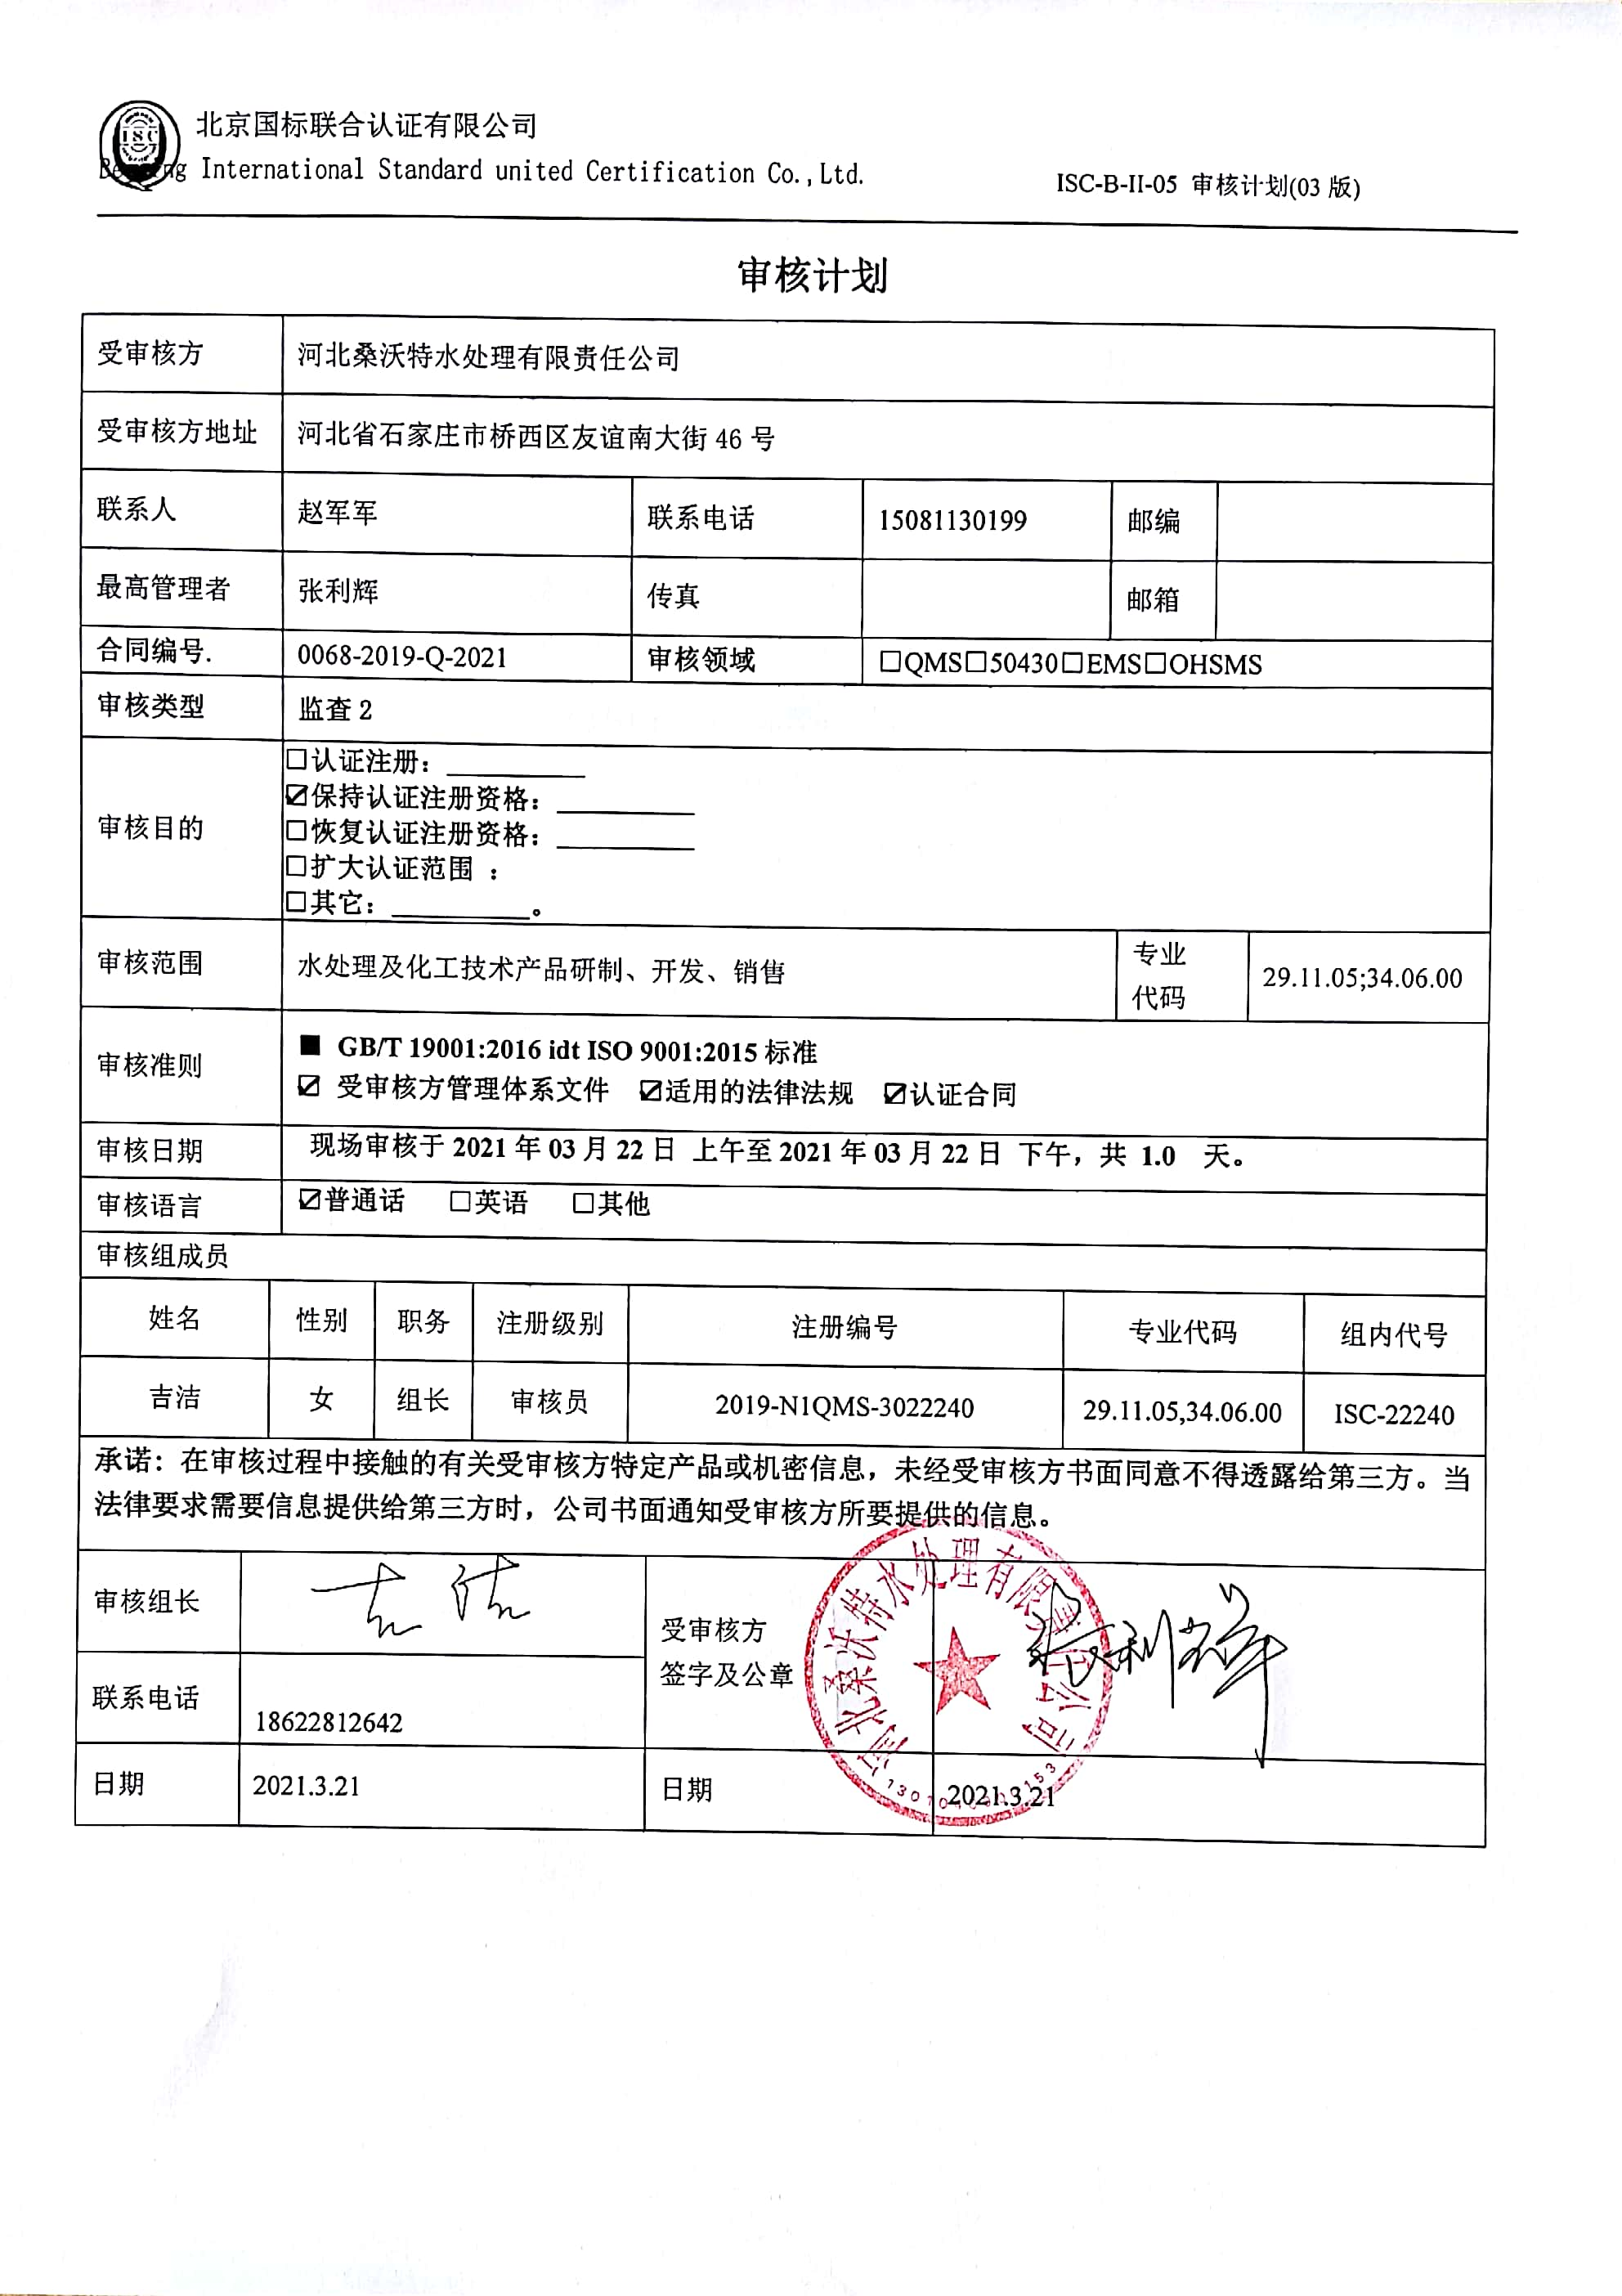 北京国标联合认证有限公司
Beijing International Standard united Certification Co.,Ltd.
ISC-B-II-05 审核计划(03 版)
审核计划
受审核方 河北桑沃特水处理有限责任公司
受审核方地址 河北省石家庄市桥西区友谊南大街 46 号
联系人 赵军军 联系电话 15081130199 邮编
最高管理者 张利辉 传真 邮箱
合同编号. 0068-2019-Q-2021 审核领域 □QMS□50430□EMS□OHSMS
审核类型 监查 2
审核目的
□认证注册：
☑保持认证注册资格：
□恢复认证注册资格：
□扩大认证范围 ：
□其它： 。
审核范围 水处理及化工技术产品研制、开发、销售 专业代码 29.11.05;34.06.00
审核准则
■ GB/T 19001:2016 idt ISO 9001:2015 标准
☑ 受审核方管理体系文件 ☑适用的法律法规 ☑认证合同
审核日期 现场审核于 2021 年 03 月 22 日 上午至 2021 年 03 月 22 日 下午，共 1.0 天。
审核语言 ☑普通话 □英语 □其他
审核组成员
姓名 性别 职务 注册级别 注册编号 专业代码 组内代号
吉洁 女 组长 审核员 2019-N1QMS-3022240 29.11.05,34.06.00 ISC-22240
承诺：在审核过程中接触的有关受审核方特定产品或机密信息，未经受审核方书面同意不得透露给第三方。当
法律要求需要信息提供给第三方时，公司书面通知受审核方所要提供的信息。
审核组长 吉洁
受审核方
签字及公章
张利辉
河北桑沃特水处理有限责任公司
联系电话 18622812642
日期 2021.3.21 日期 2021.3.21